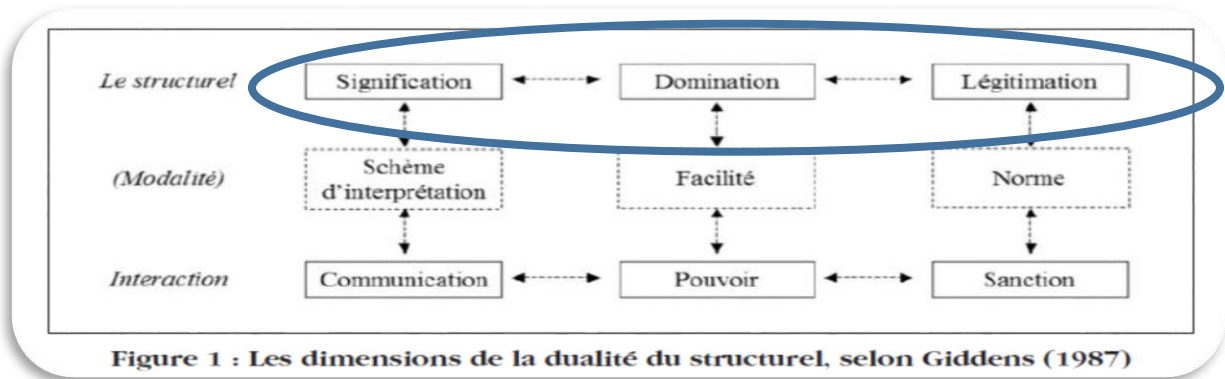 Le structurel Signification Domination Légitimation
(Modalité) Schème d'interprétation Facilité Norme
Interaction Communication Pouvoir Sanction
Figure 1 : Les dimensions de la dualité du structurel, selon Giddens (1987)